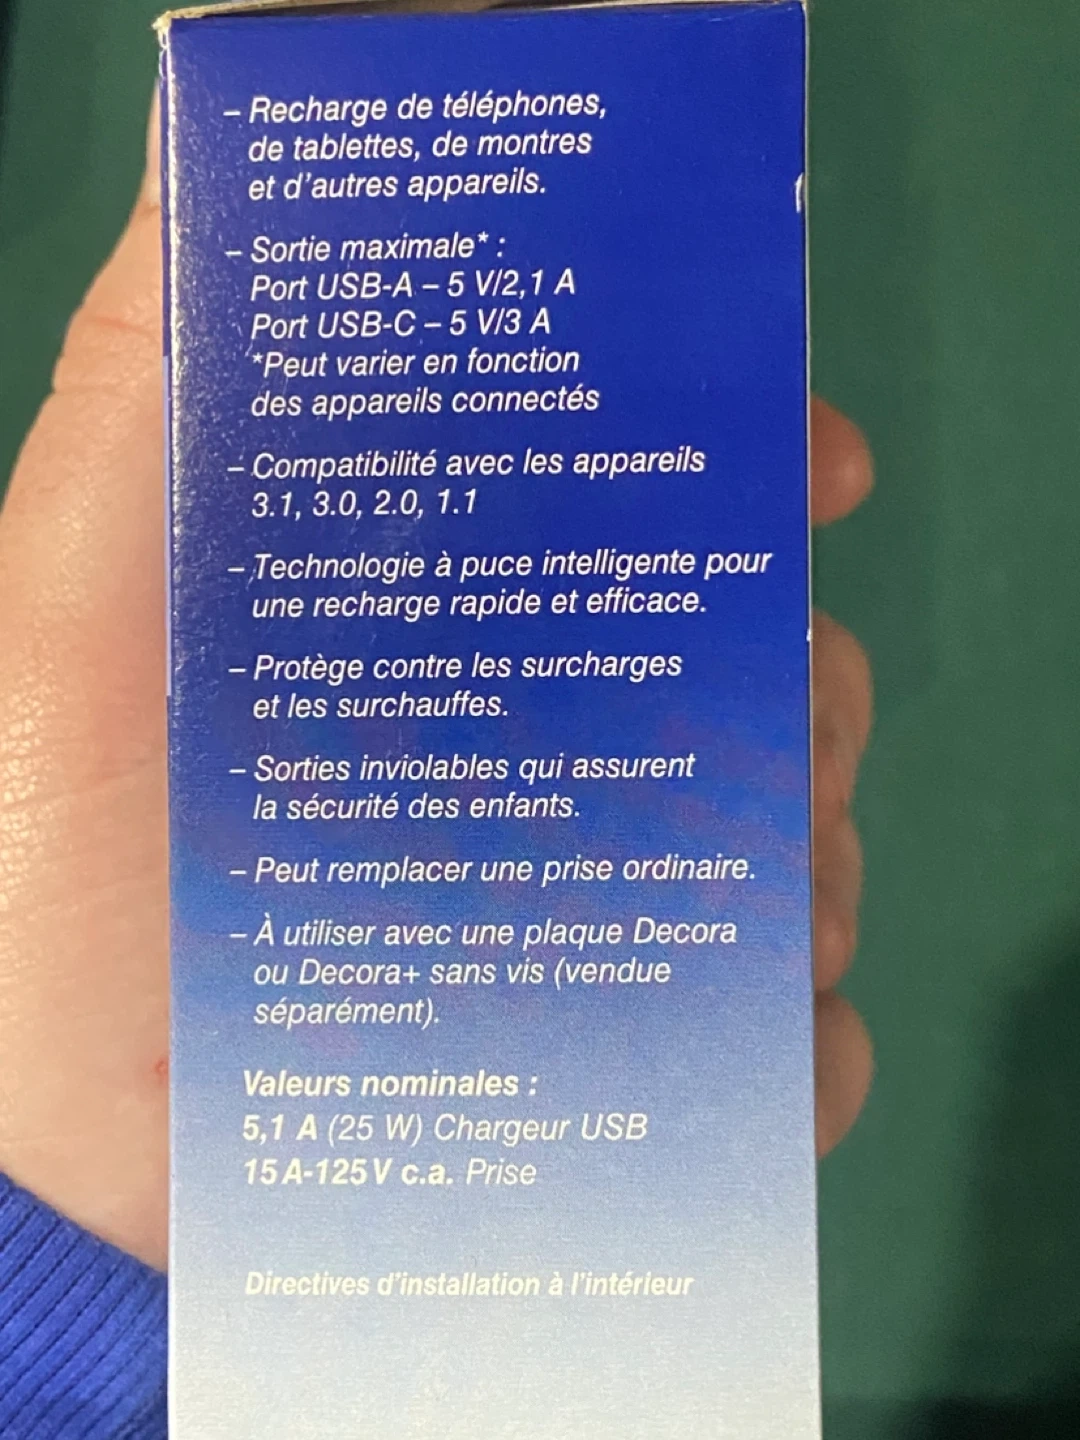 – Recharge de téléphones,
de tablettes, de montres
et d'autres appareils.
– Sortie maximale* :
Port USB-A – 5 V/2,1 A
Port USB-C – 5 V/3 A
*Peut varier en fonction
des appareils connectés
– Compatibilité avec les appareils
3.1, 3.0, 2.0, 1.1
– Technologie à puce intelligente pour
une recharge rapide et efficace.
– Protège contre les surcharges
et les surchauffes.
– Sorties inviolables qui assurent
la sécurité des enfants.
– Peut remplacer une prise ordinaire.
– À utiliser avec une plaque Decora
ou Decora+ sans vis (vendue
séparément).
Valeurs nominales :
5,1 A (25 W) Chargeur USB
15 A-125 V c.a. Prise
Directives d'installation à l'intérieur